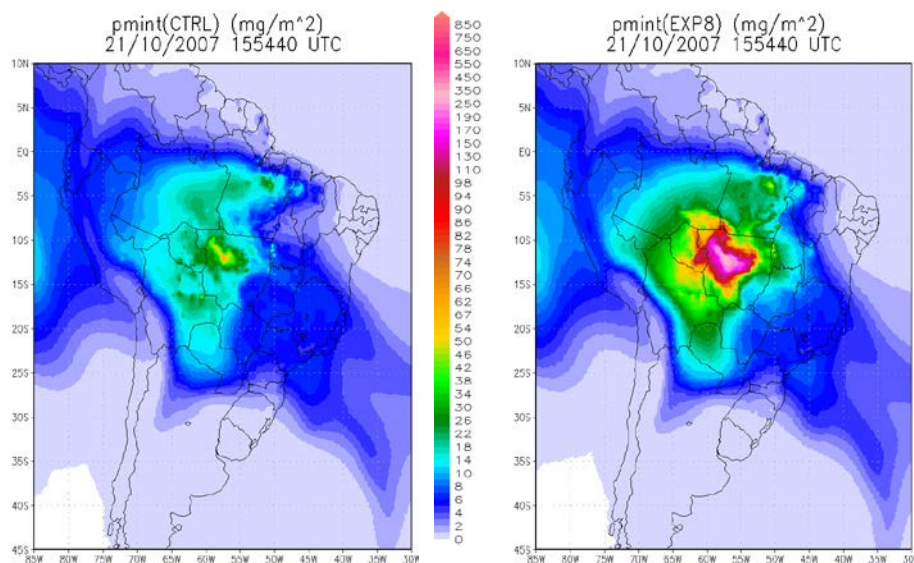 pmint(CTRL) (mg/m^2)
21/10/2007 155440 UTC
10N
5N
EQ
5S
10S
15S
20S
25S
30S
35S
40S
45S
85W 80W 75W 70W 65W 60W 55W 50W 45W 40W 35W 30W
850
750
650
550
450
350
250
190
170
150
130
110
98
94
90
86
82
78
74
70
66
62
58
54
50
46
42
38
34
30
26
22
18
14
10
8
6
4
2
0
pmint(EXP8) (mg/m^2)
21/10/2007 155440 UTC
10N
5N
EQ
5S
10S
15S
20S
25S
30S
35S
40S
45S
85W 80W 75W 70W 65W 60W 55W 50W 45W 40W 35W 30